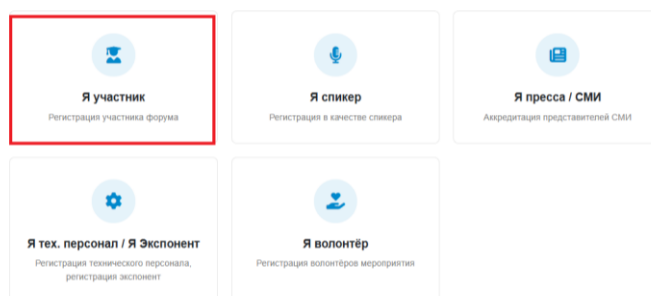 Я участник
Регистрация участника форума
Я спикер
Регистрация в качестве спикера
Я пресса / СМИ
Аккредитация представителей СМИ
Я тех. персонал / Я Экспонент
Регистрация технического персонала,
регистрация экспонент
Я волонтёр
Регистрация волонтёров мероприятия